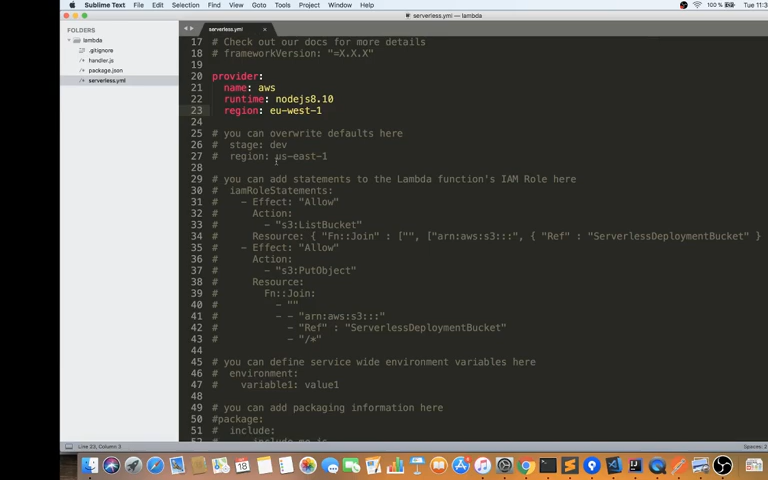 Sublime Text File Edit Selection Find View Goto Tools Project Window Help 100 % Tue 11:3
serverless.yml — lambda
FOLDERS
lambda
.gitignore
handler.js
package.json
serverless.yml
serverless.yml
17 # Check out our docs for more details
18 # frameworkVersion: "=X.X.X"
19
20 provider:
21 name: aws
22 runtime: nodejs8.10
23 region: eu-west-1
24
25 # you can overwrite defaults here
26 # stage: dev
27 # region: us-east-1
28
29 # you can add statements to the Lambda function's IAM Role here
30 # iamRoleStatements:
31 # - Effect: "Allow"
32 # Action:
33 # - "s3:ListBucket"
34 # Resource: { "Fn::Join" : ["", ["arn:aws:s3:::", { "Ref" : "ServerlessDeploymentBucket" }
35 # - Effect: "Allow"
36 # Action:
37 # - "s3:PutObject"
38 # Resource:
39 # Fn::Join:
40 # - ""
41 # - - "arn:aws:s3:::"
42 # - "Ref" : "ServerlessDeploymentBucket"
43 # - "/*"
44
45 # you can define service wide environment variables here
46 # environment:
47 # variable1: value1
48
49 # you can add packaging information here
50 #package:
51 # include:
52 # - include-me.js
Line 23, Column 3
Spaces: 2